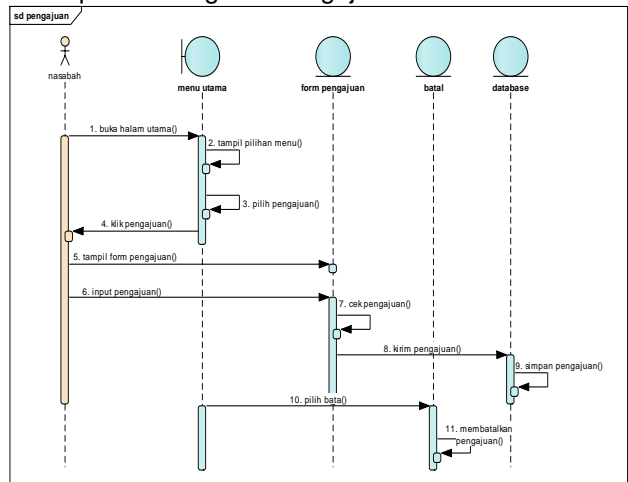 sd pengajuan
nasabah
menu utama
form pengajuan
batal
database
1. buka halam utama()
2. tampil pilihan menu()
3. pilih pengajuan()
4. klik pengajuan()
5. tampil form pengajuan()
6. input pengajuan()
7. cek pengajuan()
8. kirim pengajuan()
9. simpan pengajuan()
10. pilih bata()
11. membatalkan
pengajuan()